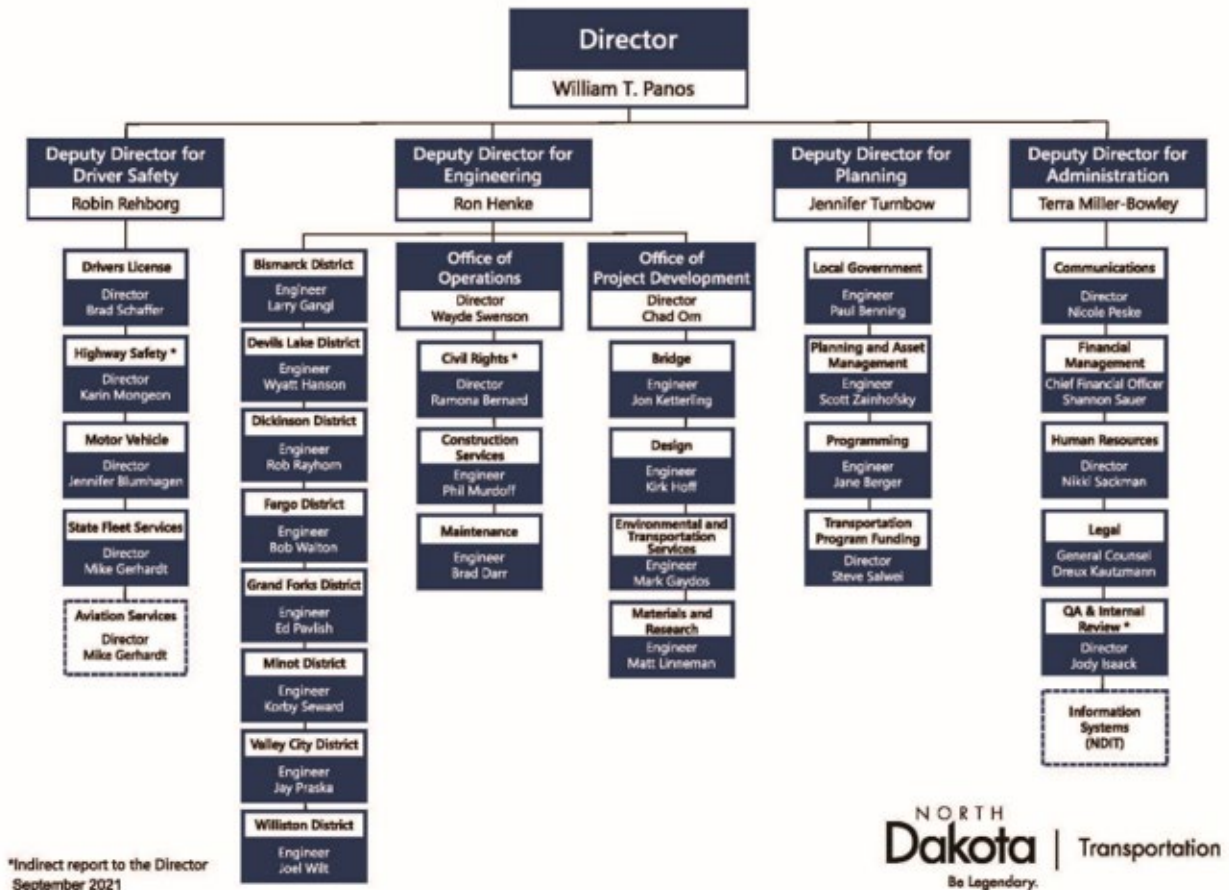 Director
William T. Panos
Deputy Director for
Driver Safety
Robin Rehborg
Drivers License
Director
Brad Schaffer
Highway Safety *
Director
Karin Mongeon
Motor Vehicle
Director
Jennifer Blumhagen
State Fleet Services
Director
Mike Gerhardt
Aviation Services
Director
Mike Gerhardt
Deputy Director for
Engineering
Ron Henke
Bismarck District
Engineer
Larry Gangl
Devils Lake District
Engineer
Wyatt Hanson
Dickinson District
Engineer
Rob Rayhorn
Fargo District
Engineer
Bob Walton
Grand Forks District
Engineer
Ed Pavlish
Minot District
Engineer
Korby Seward
Valley City District
Engineer
Jay Praska
Williston District
Engineer
Joel Wilt
Office of
Operations
Director
Wayde Swenson
Civil Rights *
Director
Ramona Bernard
Construction
Services
Engineer
Phil Murdoff
Maintenance
Engineer
Brad Darr
Office of
Project Development
Director
Chad Orn
Bridge
Engineer
Jon Ketterling
Design
Engineer
Kirk Hoff
Environmental and
Transportation
Services
Engineer
Mark Gaydos
Materials and
Research
Engineer
Matt Linneman
Deputy Director for
Planning
Jennifer Turnbow
Local Government
Engineer
Paul Benning
Planning and Asset
Management
Engineer
Scott Zainhofsky
Programming
Engineer
Jane Berger
Transportation
Program Funding
Director
Steve Salwei
Deputy Director for
Administration
Terra Miller-Bowley
Communications
Director
Nicole Peske
Financial
Management
Chief Financial Officer
Shannon Sauer
Human Resources
Director
Nikki Sackman
Legal
General Counsel
Dreux Kautzmann
QA & Internal
Review *
Director
Jody Isaack
Information
Systems
(NDIT)
*Indirect report to the Director
September 2021
NORTH
Dakota | Transportation
Be Legendary.